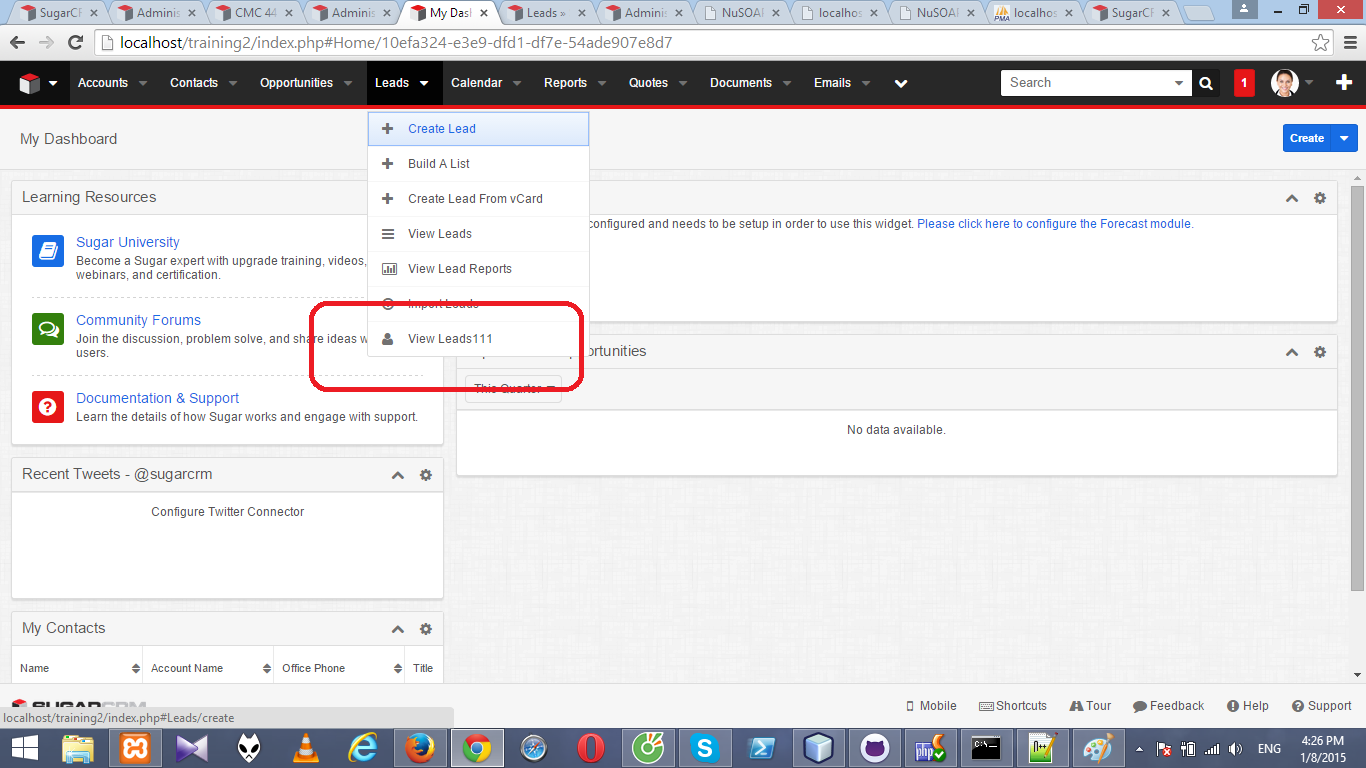 SugarCR
Adminis
CMC 44
Adminis
My Dash
Leads »
Adminis
NuSOAP
localhos
NuSOAP
localhos
SugarCR
localhost/training2/index.php#Home/10efa324-e3e9-dfd1-df7e-54ade907e8d7
Accounts Contacts Opportunities Leads Calendar Reports Quotes Documents Emails Search 1
My Dashboard
Create
Create Lead
Build A List
Create Lead From vCard
View Leads
View Lead Reports
Import Leads
View Leads111
Learning Resources
Sugar University
Become a Sugar expert with upgrade training, videos,
webinars, and certification.
Community Forums
Join the discussion, problem solve, and share ideas w
users.
Documentation & Support
Learn the details of how Sugar works and engage with support.
configured and needs to be setup in order to use this widget. Please click here to configure the Forecast module.
portunities
This Quarter
No data available.
Recent Tweets - @sugarcrm
Configure Twitter Connector
My Contacts
Name Account Name Office Phone Title
SUGARCRM
localhost/training2/index.php#Leads/create
Mobile Shortcuts Tour Feedback Help Support
ENG
4:26 PM
1/8/2015